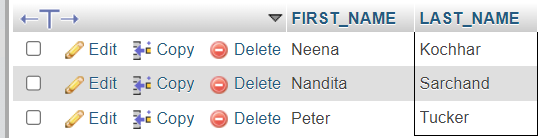 FIRST_NAME LAST_NAME
Edit Copy Delete Neena Kochhar
Edit Copy Delete Nandita Sarchand
Edit Copy Delete Peter Tucker